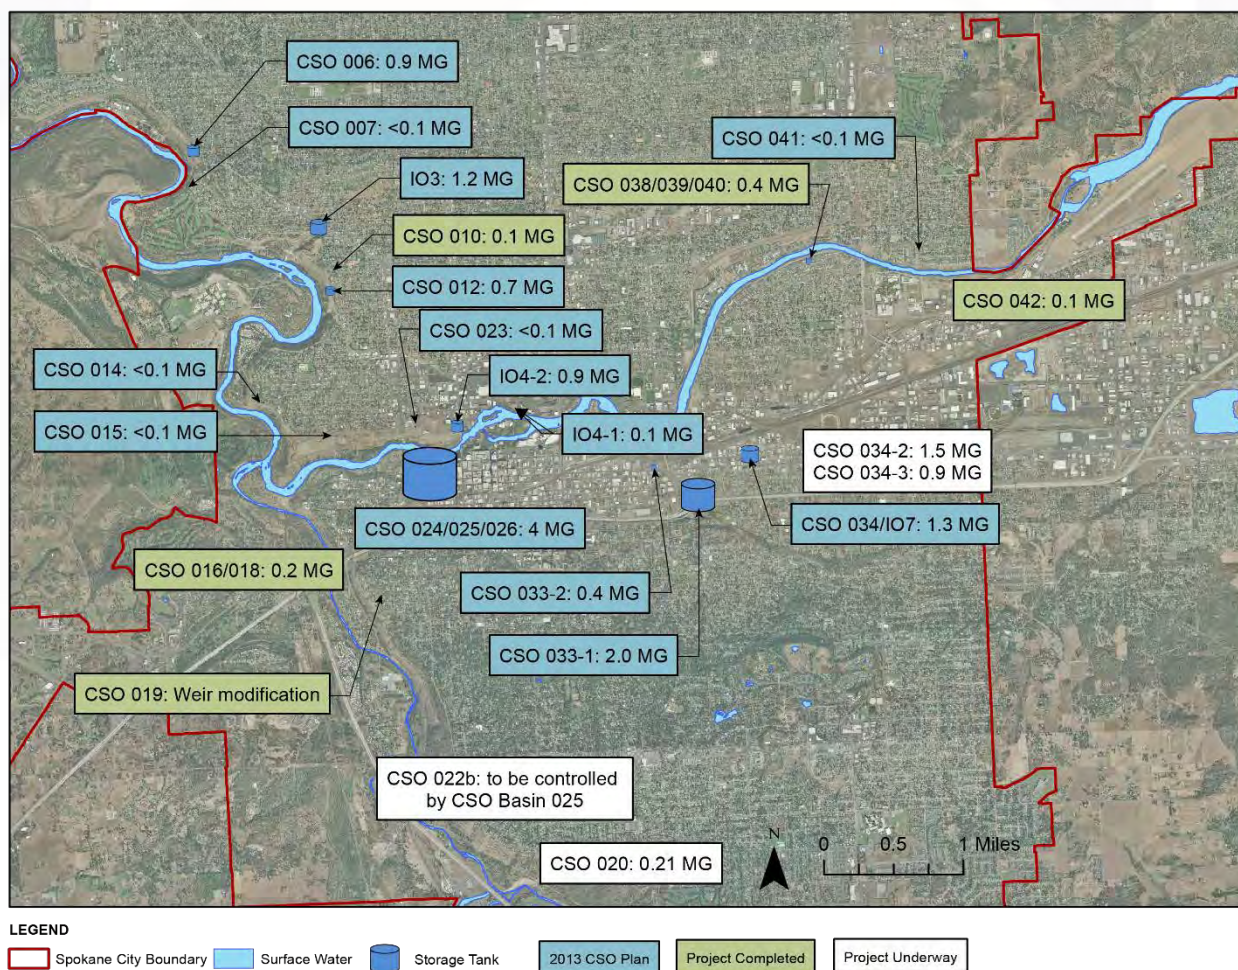 CSO 006: 0.9 MG
CSO 007: <0.1 MG
CSO 041: <0.1 MG
IO3: 1.2 MG
CSO 038/039/040: 0.4 MG
CSO 010: 0.1 MG
CSO 012: 0.7 MG
CSO 042: 0.1 MG
CSO 023: <0.1 MG
CSO 014: <0.1 MG
IO4-2: 0.9 MG
CSO 015: <0.1 MG
IO4-1: 0.1 MG
CSO 034-2: 1.5 MG
CSO 034-3: 0.9 MG
CSO 024/025/026: 4 MG
CSO 034/IO7: 1.3 MG
CSO 016/018: 0.2 MG
CSO 033-2: 0.4 MG
CSO 033-1: 2.0 MG
CSO 019: Weir modification
CSO 022b: to be controlled
by CSO Basin 025
N
0 0.5 1 Miles
CSO 020: 0.21 MG
LEGEND
Spokane City Boundary Surface Water Storage Tank 2013 CSO Plan Project Completed Project Underway